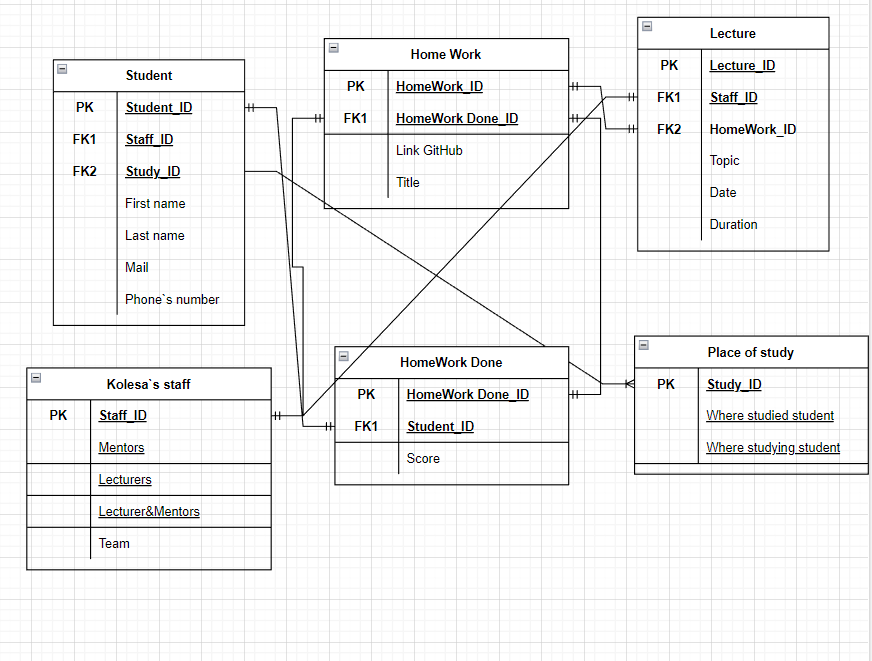 Student
PK Student_ID
FK1 Staff_ID
FK2 Study_ID
First name
Last name
Mail
Phone`s number
Home Work
PK HomeWork_ID
FK1 HomeWork Done_ID
Link GitHub
Title
Lecture
PK Lecture_ID
FK1 Staff_ID
FK2 HomeWork_ID
Topic
Date
Duration
Kolesa`s staff
PK Staff_ID
Mentors
Lecturers
Lecturer&Mentors
Team
HomeWork Done
PK HomeWork Done_ID
FK1 Student_ID
Score
Place of study
PK Study_ID
Where studied student
Where studying student